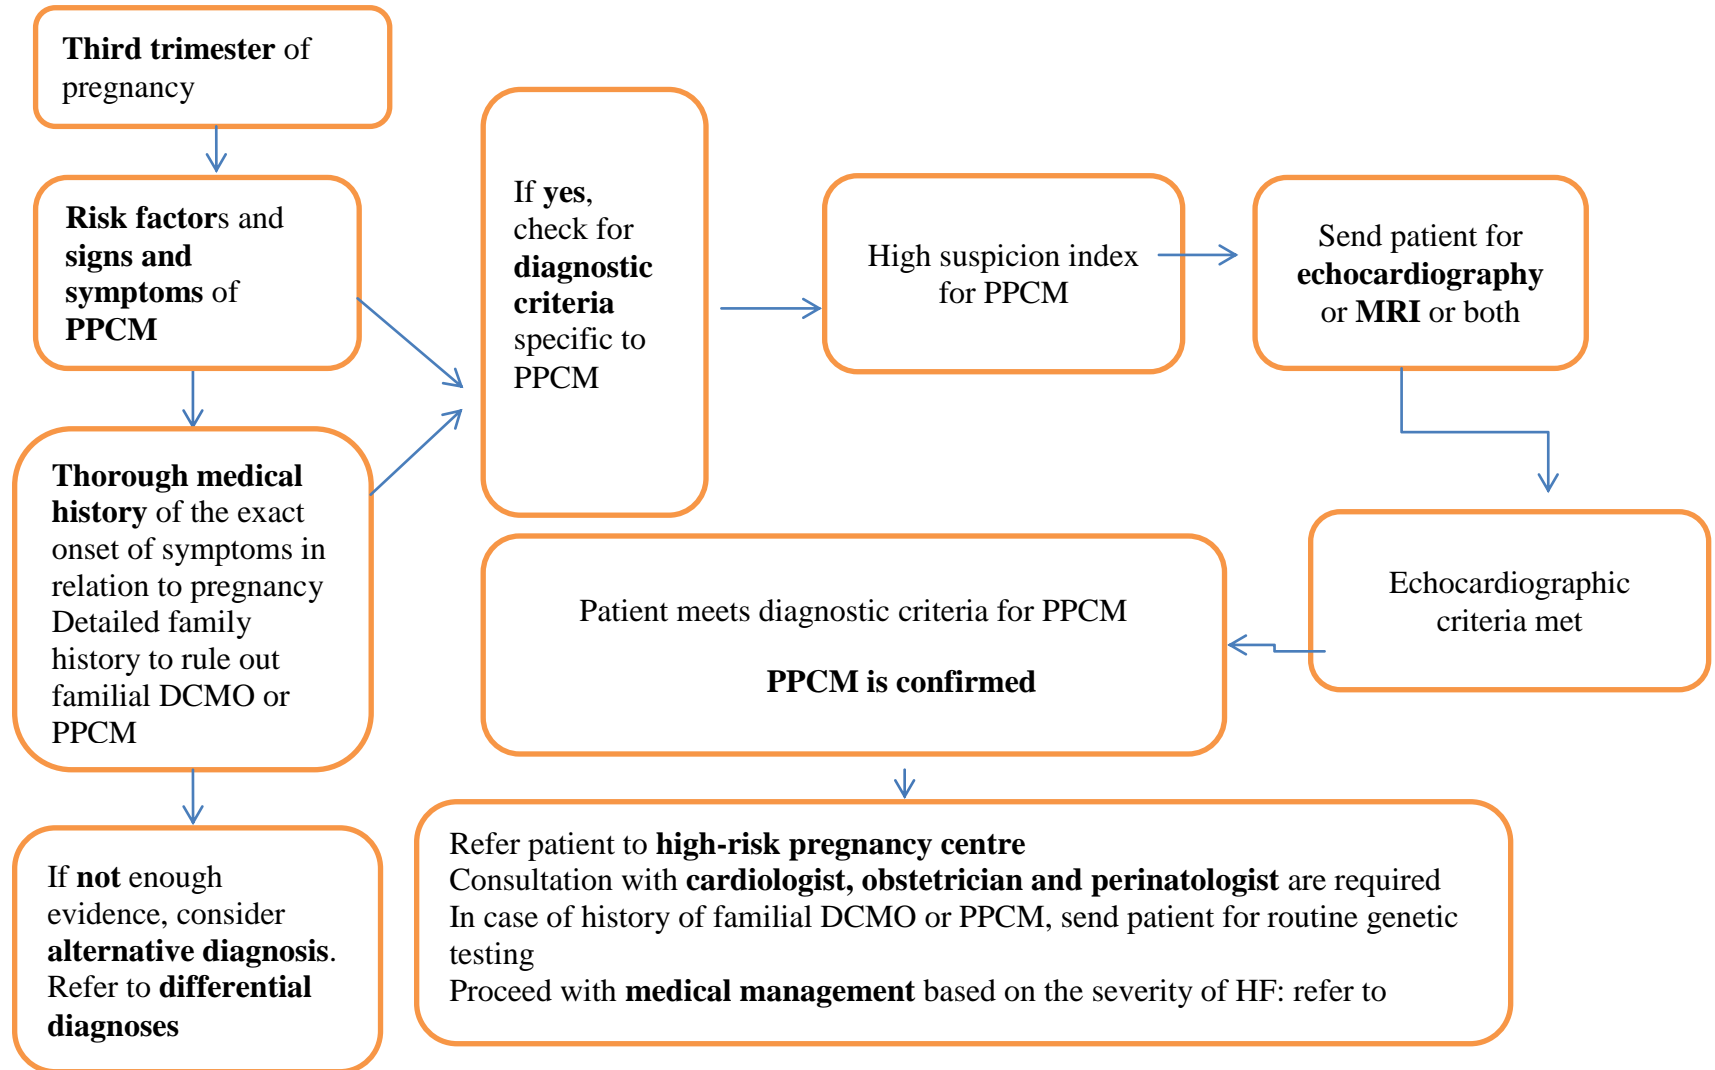 Third trimester of
pregnancy
Risk factors and
signs and
symptoms of
PPCM
Thorough medical
history of the exact
onset of symptoms in
relation to pregnancy
Detailed family
history to rule out
familial DCMO or
PPCM
If not enough
evidence, consider
alternative diagnosis.
Refer to differential
diagnoses
If yes,
check for
diagnostic
criteria
specific to
PPCM
High suspicion index
for PPCM
Send patient for
echocardiography
or MRI or both
Echocardiographic
criteria met
Patient meets diagnostic criteria for PPCM
PPCM is confirmed
Refer patient to high-risk pregnancy centre
Consultation with cardiologist, obstetrician and perinatologist are required
In case of history of familial DCMO or PPCM, send patient for routine genetic
testing
Proceed with medical management based on the severity of HF: refer to